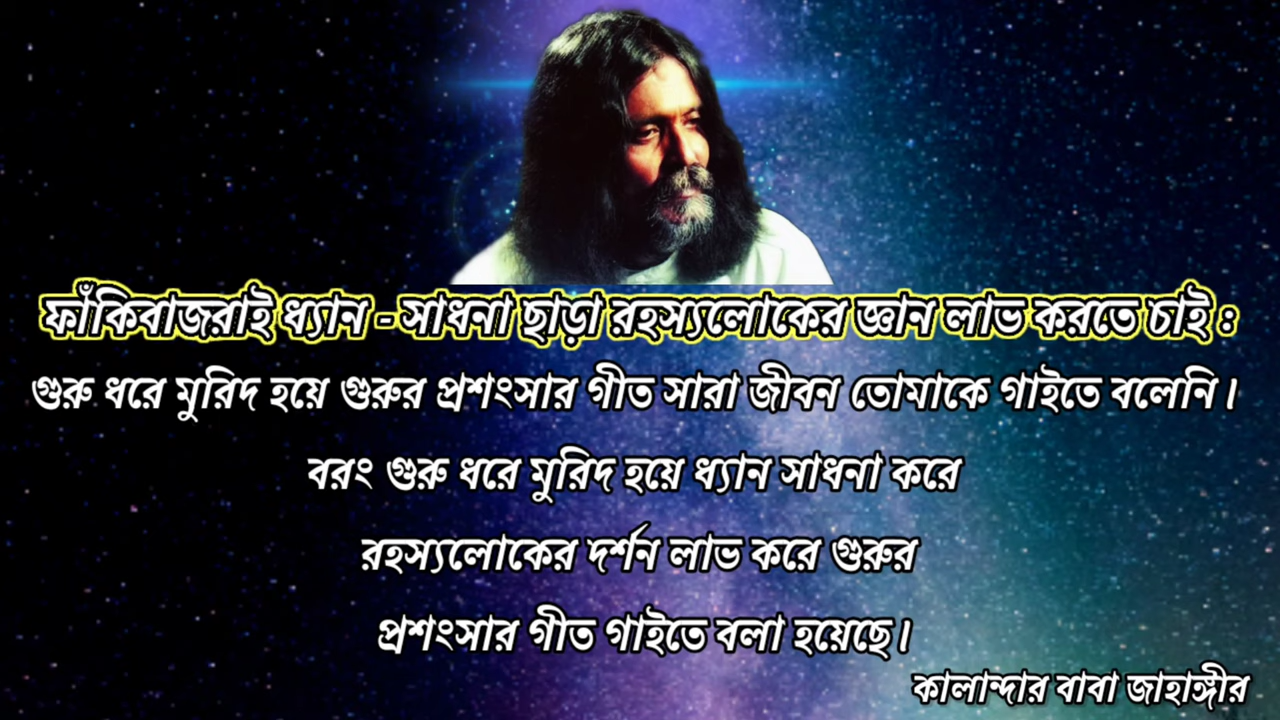 ফাঁকিবাজরাই ধ্যান - সাধনা ছাড়া রহস্যলোকের জ্ঞান লাভ করতে চাই :
গুরু ধরে মুরিদ হয়ে গুরুর প্রশংসার গীত সারা জীবন তোমাকে গাইতে বলেনি।
বরং গুরু ধরে মুরিদ হয়ে ধ্যান সাধনা করে
রহস্যলোকের দর্শন লাভ করে গুরুর
প্রশংসার গীত গাইতে বলা হয়েছে।
কালান্দার বাবা জাহাঙ্গীর